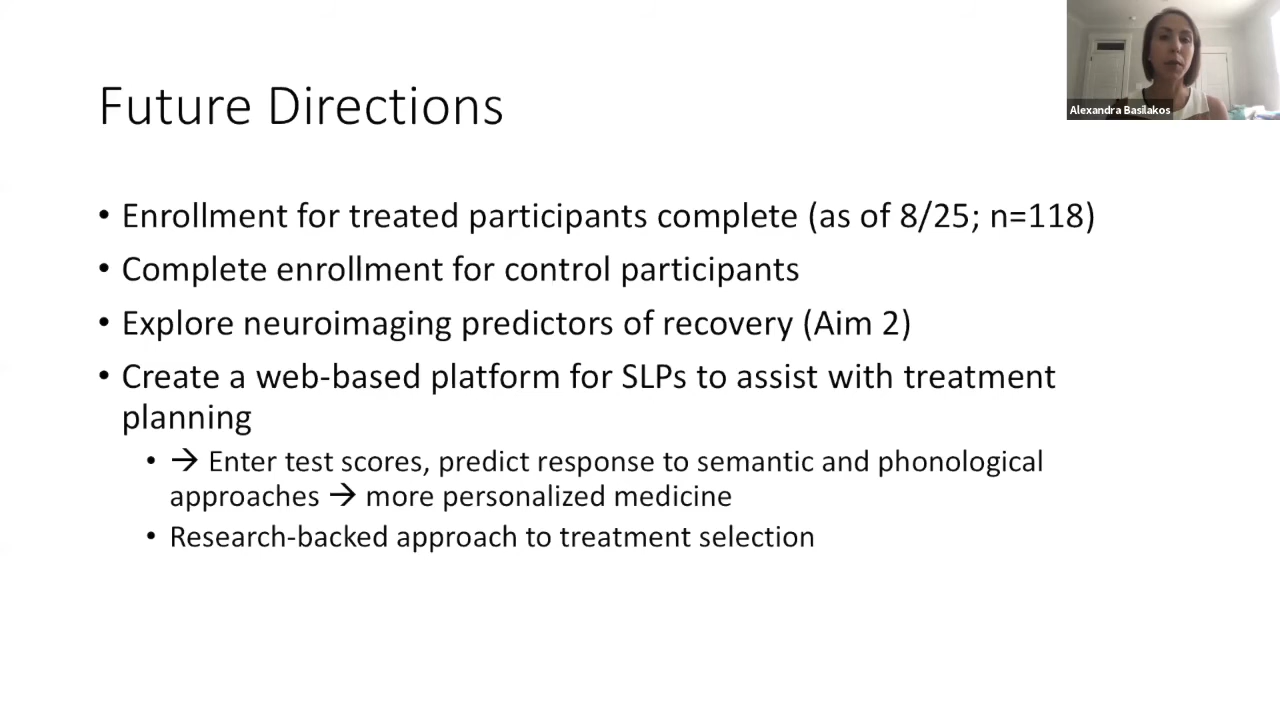 Alexandra Basilakos
Future Directions
• Enrollment for treated participants complete (as of 8/25; n=118)
• Complete enrollment for control participants
• Explore neuroimaging predictors of recovery (Aim 2)
• Create a web-based platform for SLPs to assist with treatment
planning
• → Enter test scores, predict response to semantic and phonological
approaches → more personalized medicine
• Research-backed approach to treatment selection